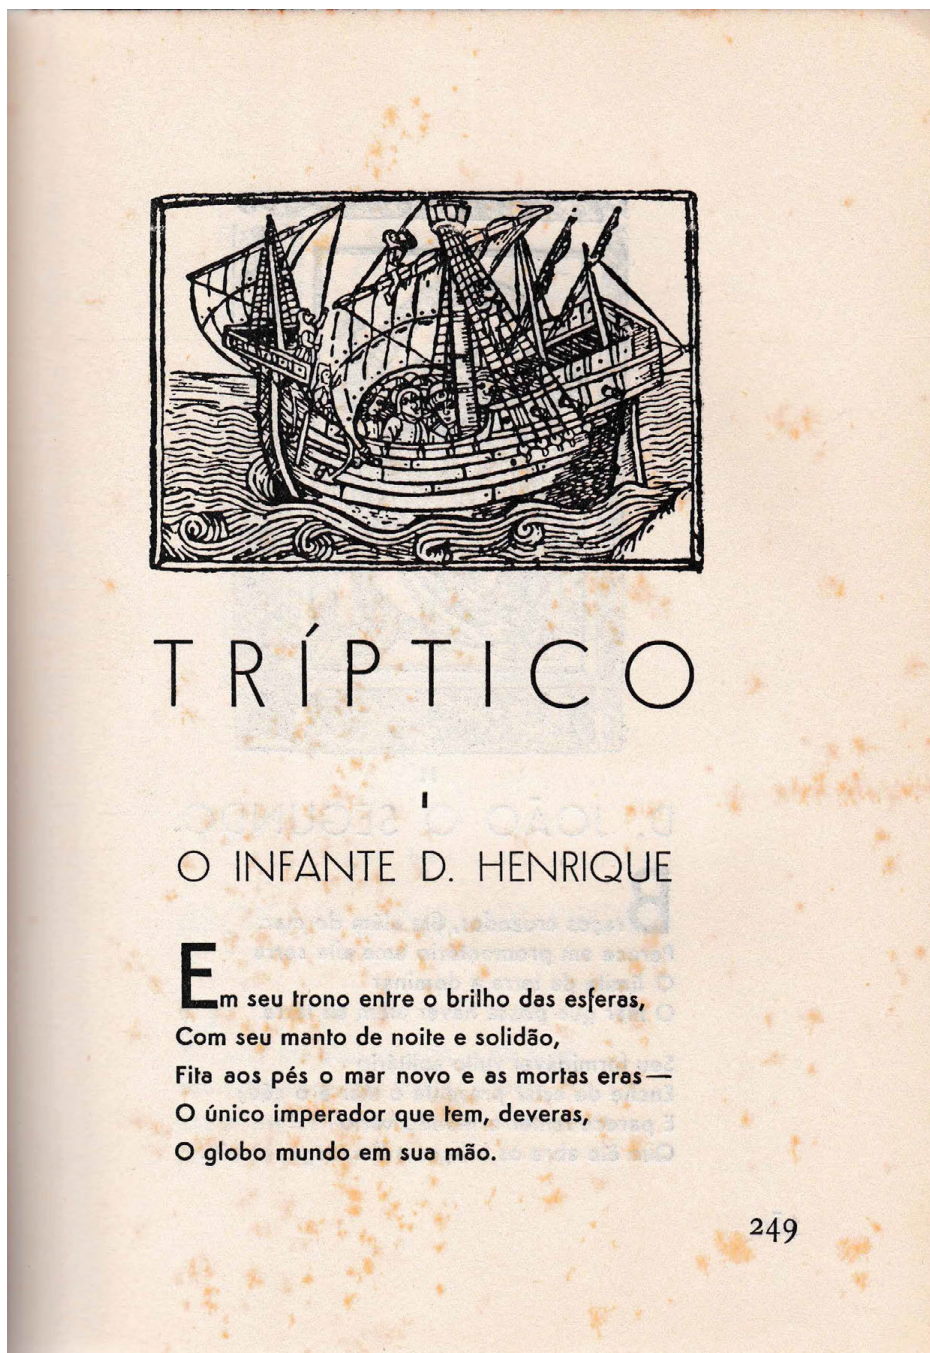 TRÍPTICO
I
O INFANTE D. HENRIQUE
Em seu trono entre o brilho das esferas,
Com seu manto de noite e solidão,
Fita aos pés o mar novo e as mortas eras—
O único imperador que tem, deveras,
O globo mundo em sua mão.
249